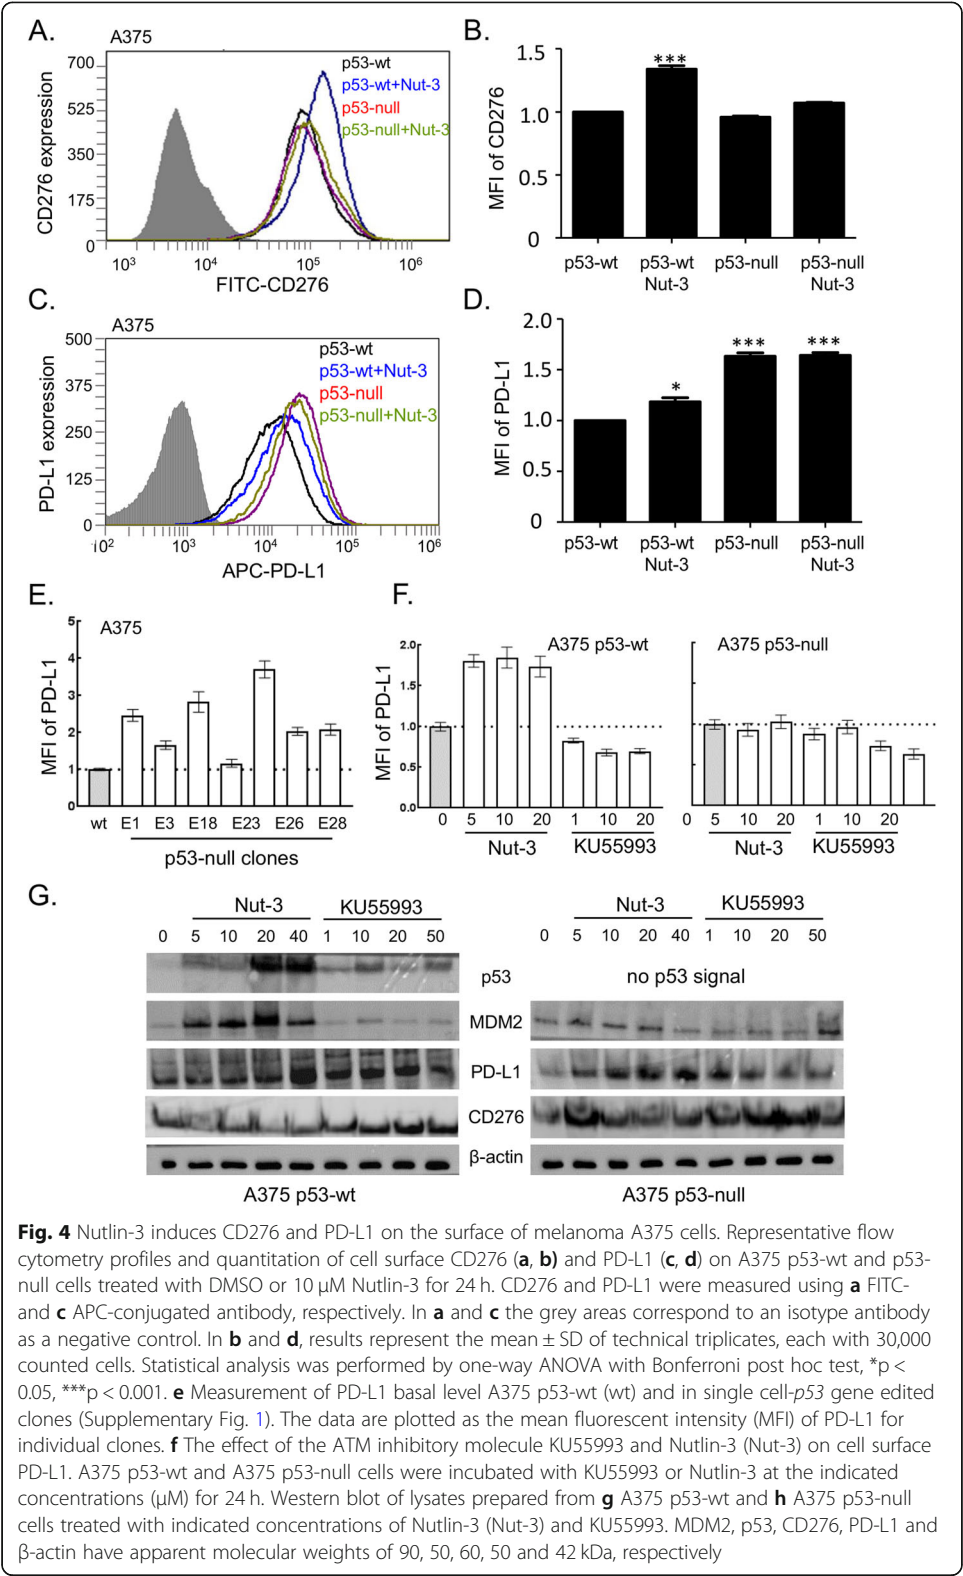 A.
A375
700
525
350
175
0
CD276 expression
p53-wt
p53-wt+Nut-3
p53-null
p53-null+Nut-3
10³ 10⁴ 10⁵ 10⁶
FITC-CD276
B.
1.5
1.0
0.5
0
MFI of CD276
***
p53-wt p53-wt Nut-3 p53-null p53-null Nut-3
C.
A375
500
375
250
125
0
PD-L1 expression
p53-wt
p53-wt+Nut-3
p53-null
p53-null+Nut-3
10² 10³ 10⁴ 10⁵ 10⁶
APC-PD-L1
D.
2.0
1.5
1.0
0.5
0
MFI of PD-L1
* *** ***
p53-wt p53-wt Nut-3 p53-null p53-null Nut-3
E.
A375
5
4
3
2
1
0
MFI of PD-L1
wt E1 E3 E18 E23 E26 E28
p53-null clones
F.
A375 p53-wt
2.0
1.5
1.0
0.5
0.0
MFI of PD-L1
0 5 10 20 1 10 20
Nut-3 KU55993
A375 p53-null
0 5 10 20 1 10 20
Nut-3 KU55993
G.
Nut-3 KU55993
0 5 10 20 40 1 10 20 50
Nut-3 KU55993
0 5 10 20 40 1 10 20 50
p53 no p53 signal
MDM2
PD-L1
CD276
β-actin
A375 p53-wt A375 p53-null
Fig. 4 Nutlin-3 induces CD276 and PD-L1 on the surface of melanoma A375 cells. Representative flow
cytometry profiles and quantitation of cell surface CD276 (a, b) and PD-L1 (c, d) on A375 p53-wt and p53-
null cells treated with DMSO or 10 μM Nutlin-3 for 24 h. CD276 and PD-L1 were measured using a FITC-
and c APC-conjugated antibody, respectively. In a and c the grey areas correspond to an isotype antibody
as a negative control. In b and d, results represent the mean ± SD of technical triplicates, each with 30,000
counted cells. Statistical analysis was performed by one-way ANOVA with Bonferroni post hoc test, *p <
0.05, ***p < 0.001. e Measurement of PD-L1 basal level A375 p53-wt (wt) and in single cell-p53 gene edited
clones (Supplementary Fig. 1). The data are plotted as the mean fluorescent intensity (MFI) of PD-L1 for
individual clones. f The effect of the ATM inhibitory molecule KU55993 and Nutlin-3 (Nut-3) on cell surface
PD-L1. A375 p53-wt and A375 p53-null cells were incubated with KU55993 or Nutlin-3 at the indicated
concentrations (μM) for 24 h. Western blot of lysates prepared from g A375 p53-wt and h A375 p53-null
cells treated with indicated concentrations of Nutlin-3 (Nut-3) and KU55993. MDM2, p53, CD276, PD-L1 and
β-actin have apparent molecular weights of 90, 50, 60, 50 and 42 kDa, respectively